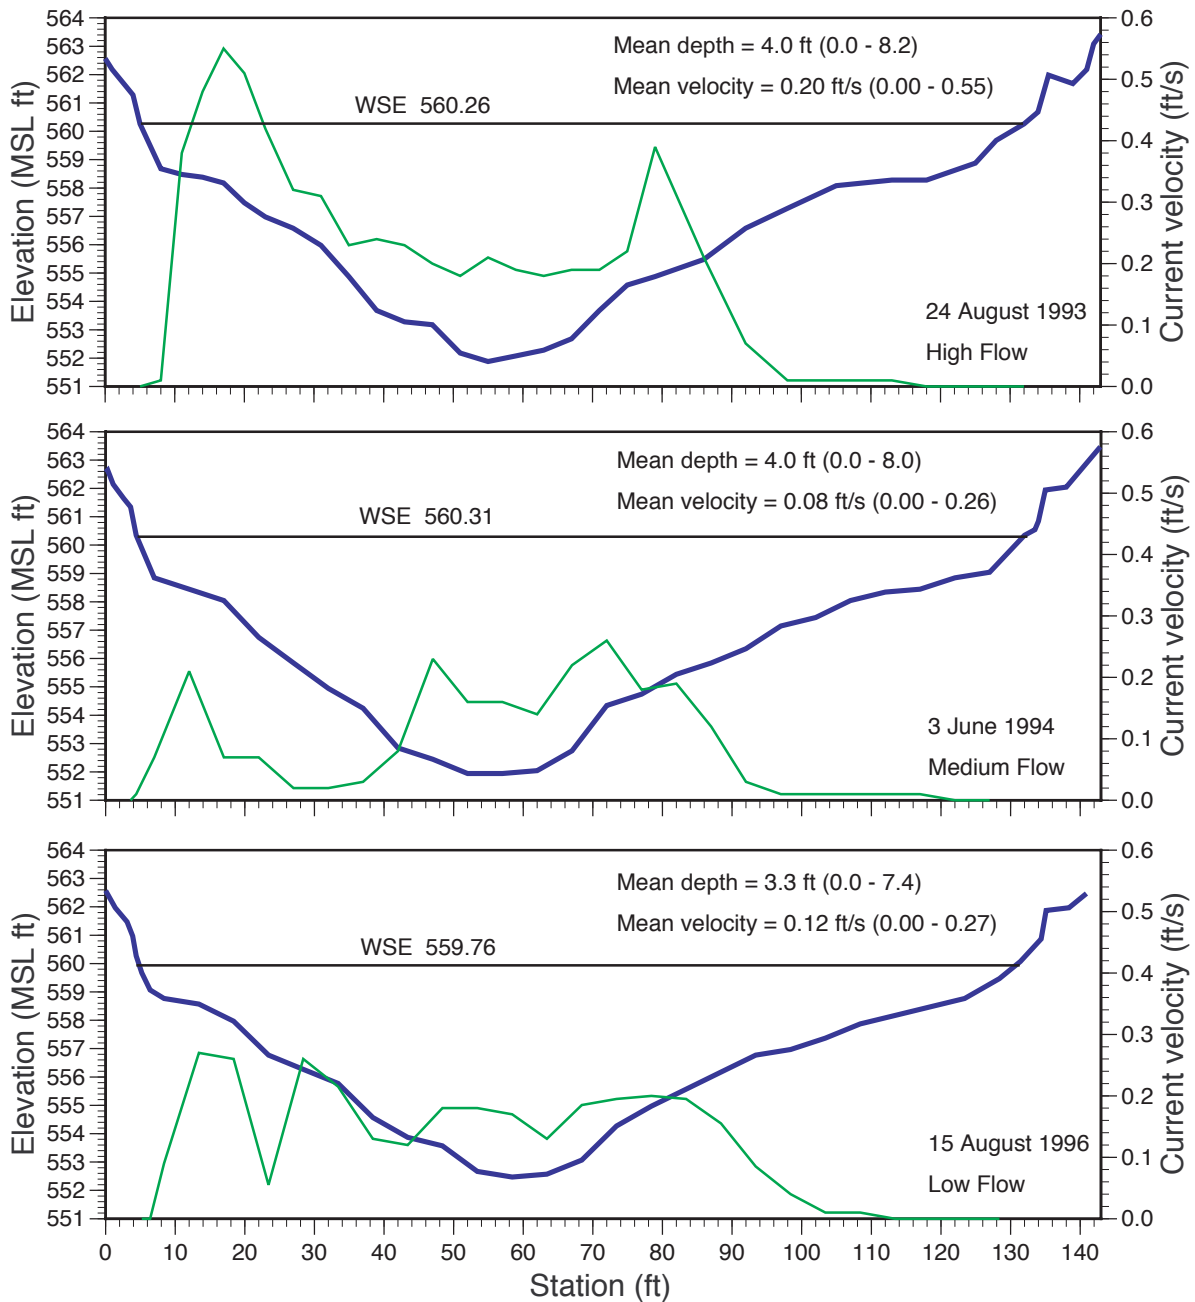 564
563
562
561
560
559
558
557
556
555
554
553
552
551
Elevation (MSL ft)
Mean depth = 4.0 ft (0.0 - 8.2)
Mean velocity = 0.20 ft/s (0.00 - 0.55)
WSE 560.26
24 August 1993
High Flow
0.6
0.5
0.4
0.3
0.2
0.1
0.0
Current velocity (ft/s)
564
563
562
561
560
559
558
557
556
555
554
553
552
551
Elevation (MSL ft)
Mean depth = 4.0 ft (0.0 - 8.0)
Mean velocity = 0.08 ft/s (0.00 - 0.26)
WSE 560.31
3 June 1994
Medium Flow
0.6
0.5
0.4
0.3
0.2
0.1
0.0
Current velocity (ft/s)
564
563
562
561
560
559
558
557
556
555
554
553
552
551
Elevation (MSL ft)
Mean depth = 3.3 ft (0.0 - 7.4)
Mean velocity = 0.12 ft/s (0.00 - 0.27)
WSE 559.76
15 August 1996
Low Flow
0.6
0.5
0.4
0.3
0.2
0.1
0.0
Current velocity (ft/s)
0 10 20 30 40 50 60 70 80 90 100 110 120 130 140
Station (ft)